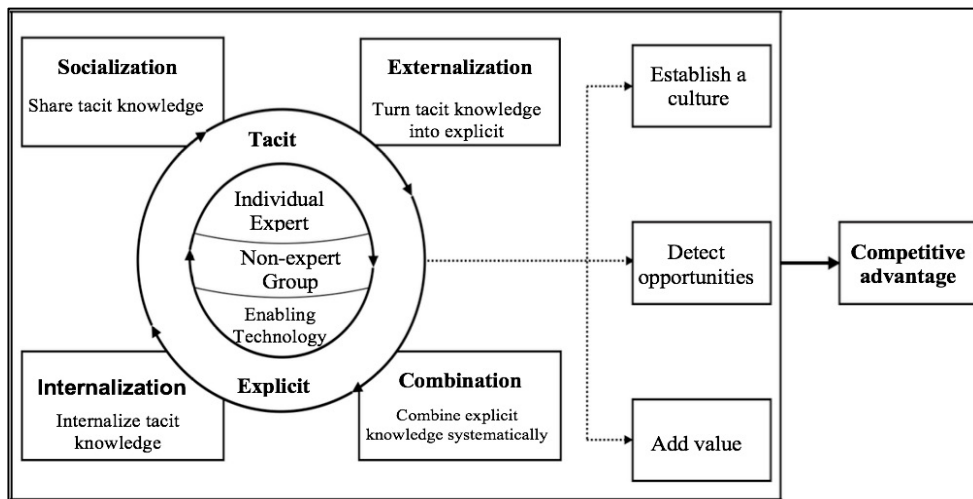 Socialization
Share tacit knowledge
Externalization
Turn tacit knowledge
into explicit
Tacit
Individual
Expert
Non-expert
Group
Enabling
Technology
Explicit
Internalization
Internalize tacit
knowledge
Combination
Combine explicit
knowledge systematically
Establish a
culture
Detect
opportunities
Add value
Competitive
advantage